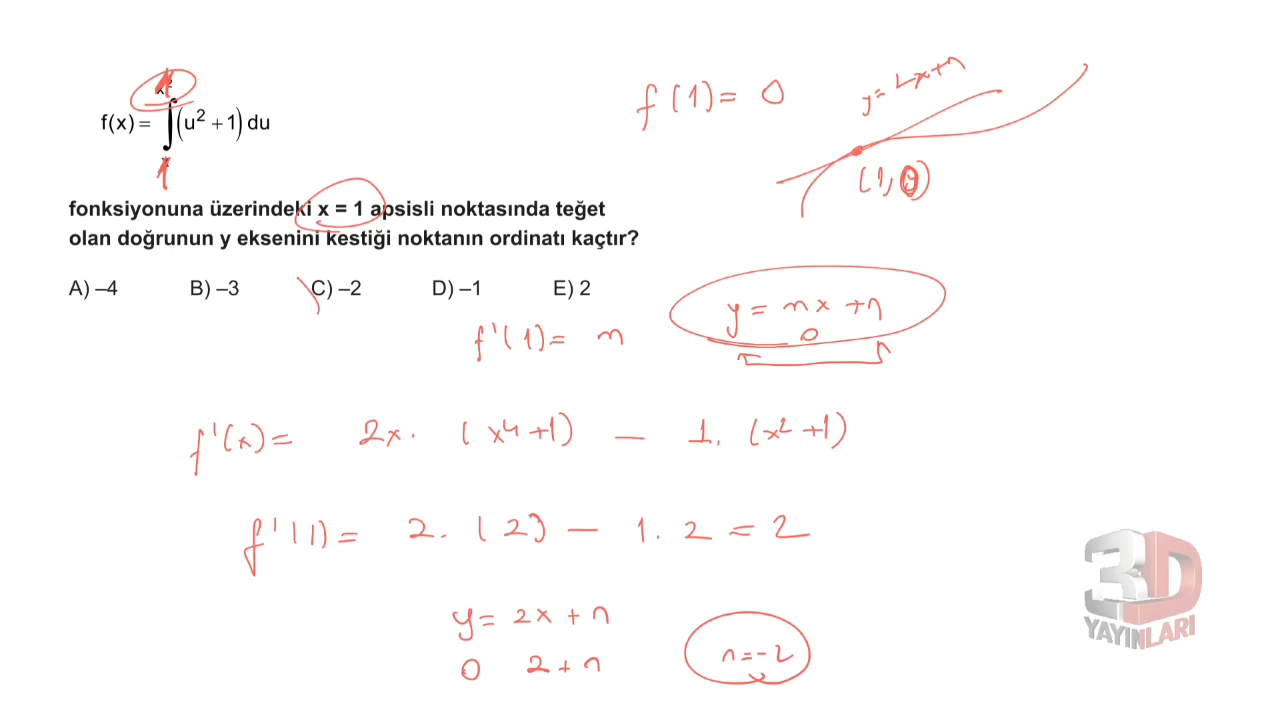 f(x) = ∫ (u² + 1) du
fonksiyonuna üzerindeki x = 1 apsisli noktasında teğet
olan doğrunun y eksenini kestiği noktanın ordinatı kaçtır?
A) –4 B) –3 C) –2 D) –1 E) 2
f(1) = 0
y = 2x+n
(1, 0)
f'(1) = m
y = mx + n
0
f'(x) = 2x. (x⁴+1) – 1. (x²+1)
f'(1) = 2. (2) – 1. 2 = 2
y = 2x + n
0 2 + n
n = -2
3D
YAYINLARI